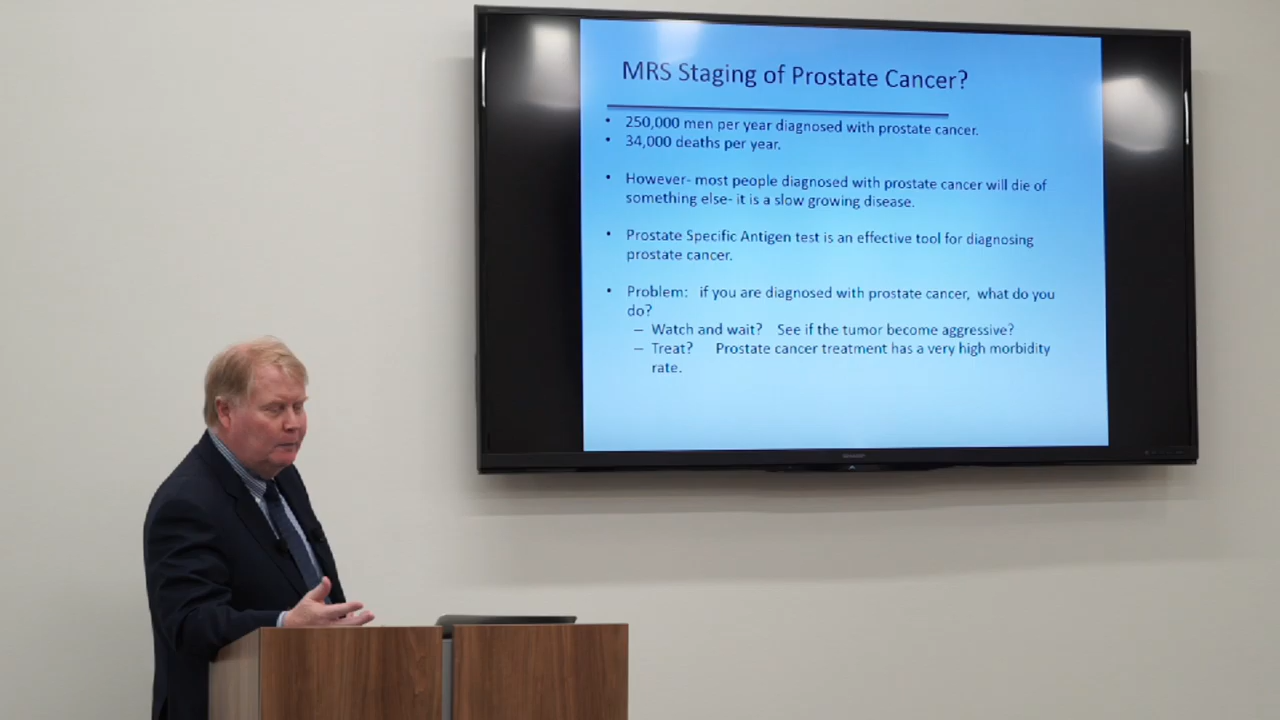 MRS Staging of Prostate Cancer?
• 250,000 men per year diagnosed with prostate cancer.
• 34,000 deaths per year.
• However- most people diagnosed with prostate cancer will die of
something else- it is a slow growing disease.
• Prostate Specific Antigen test is an effective tool for diagnosing
prostate cancer.
• Problem: if you are diagnosed with prostate cancer, what do you
do?
– Watch and wait? See if the tumor become aggressive?
– Treat? Prostate cancer treatment has a very high morbidity
rate.
SHARP